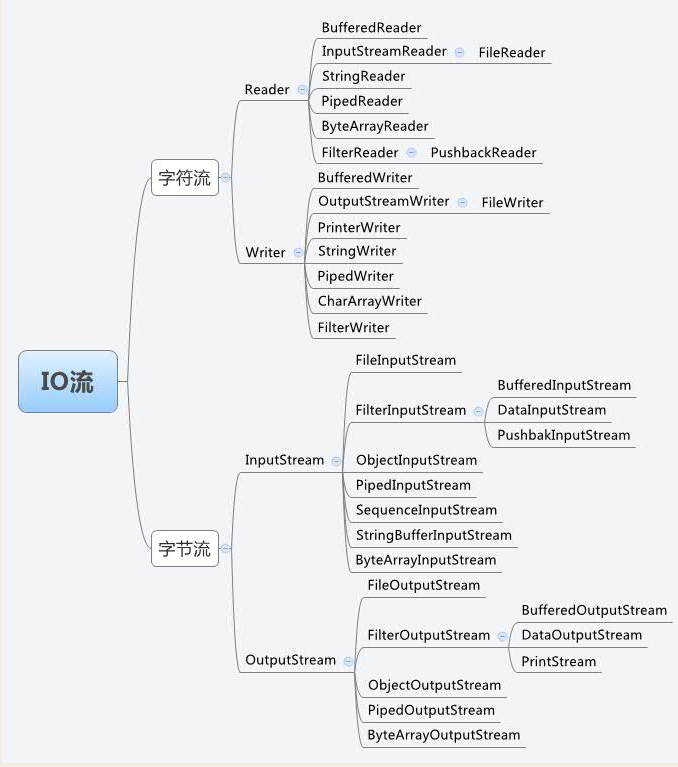 IO流
字符流
Reader
BufferedReader
InputStreamReader FileReader
StringReader
PipedReader
ByteArrayReader
FilterReader PushbackReader
Writer
BufferedWriter
OutputStreamWriter FileWriter
PrinterWriter
StringWriter
PipedWriter
CharArrayWriter
FilterWriter
字节流
InputStream
FileInputStream
FilterInputStream
BufferedInputStream
DataInputStream
PushbakInputStream
ObjectInputStream
PipedInputStream
SequenceInputStream
StringBufferInputStream
ByteArrayInputStream
OutputStream
FileOutputStream
FilterOutputStream
BufferedOutputStream
DataOutputStream
PrintStream
ObjectOutputStream
PipedOutputStream
ByteArrayOutputStream